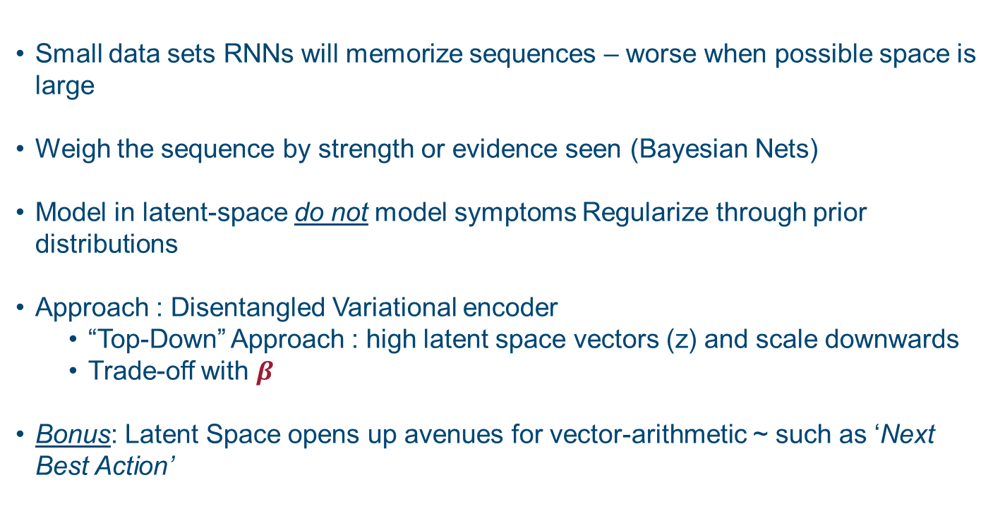 • Small data sets RNNs will memorize sequences – worse when possible space is
large
• Weigh the sequence by strength or evidence seen (Bayesian Nets)
• Model in latent-space do not model symptoms Regularize through prior
distributions
• Approach : Disentangled Variational encoder
• “Top-Down” Approach : high latent space vectors (z) and scale downwards
• Trade-off with β
• Bonus: Latent Space opens up avenues for vector-arithmetic ~ such as ‘Next
Best Action’